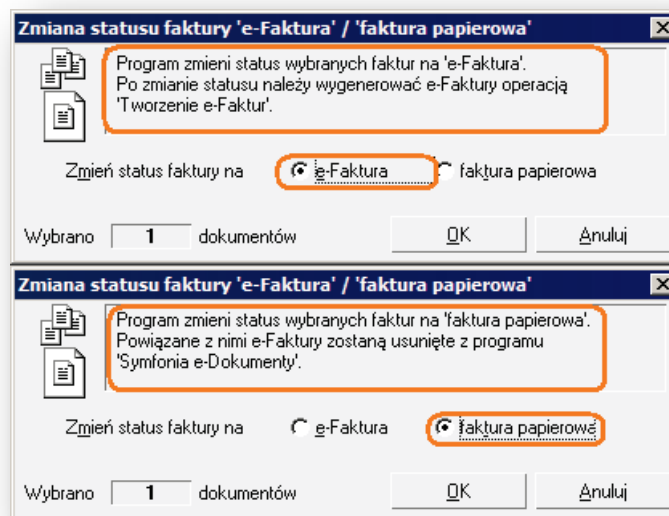 Zmiana statusu faktury 'e-Faktura' / 'faktura papierowa'
Program zmieni status wybranych faktur na 'e-Faktura'.
Po zmianie statusu należy wygenerować e-Faktury operacją
'Tworzenie e-Faktur'.
Zmień status faktury na e-Faktura faktura papierowa
Wybrano 1 dokumentów OK Anuluj
Zmiana statusu faktury 'e-Faktura' / 'faktura papierowa'
Program zmieni status wybranych faktur na 'faktura papierowa'.
Powiązane z nimi e-Faktury zostaną usunięte z programu
'Symfonia e-Dokumenty'.
Zmień status faktury na e-Faktura faktura papierowa
Wybrano 1 dokumentów OK Anuluj